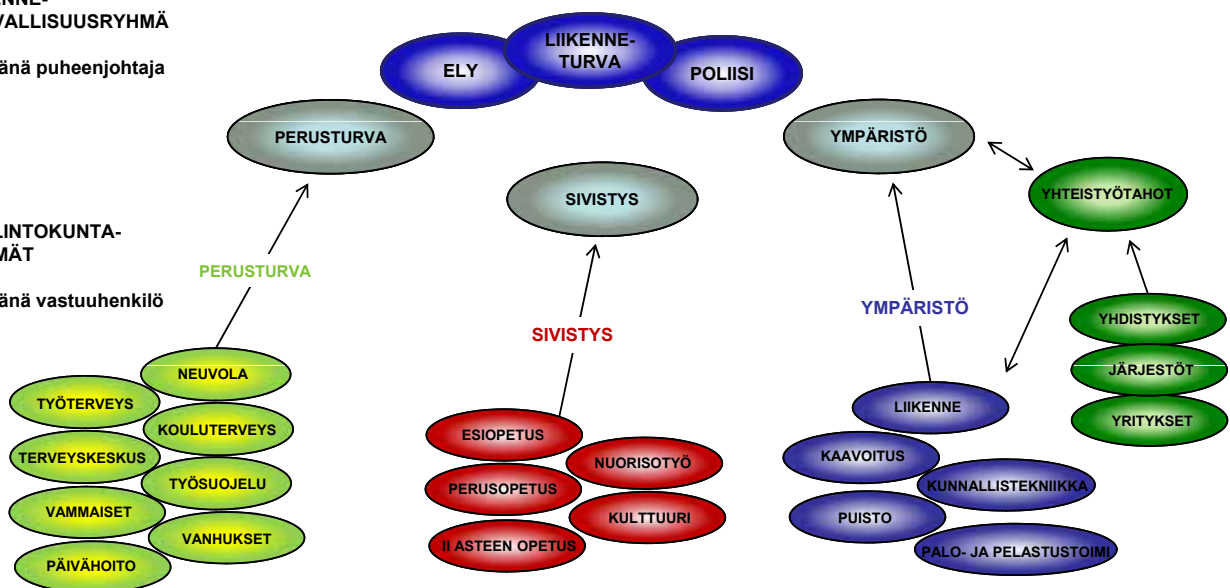 ENNE-
VALLISUUSRYHMÄ
änä puheenjohtaja
ELY
LIIKENNE-
TURVA
POLIISI
PERUSTURVA
SIVISTYS
YMPÄRISTÖ
YHTEISTYÖTAHOT
LINTOKUNTA-
MÄT
änä vastuuhenkilö
PERUSTURVA
SIVISTYS
YMPÄRISTÖ
NEUVOLA
TYÖTERVEYS
KOULUTERVEYS
TERVEYSKESKUS
TYÖSUOJELU
VAMMAISET
VANHUKSET
PÄIVÄHOITO
ESIOPETUS
NUORISOTYÖ
PERUSOPETUS
KULTTUURI
II ASTEEN OPETUS
LIIKENNE
KAAVOITUS
KUNNALLISTEKNIIKKA
PUISTO
PALO- JA PELASTUSTOIMI
YHDISTYKSET
JÄRJESTÖT
YRITYKSET